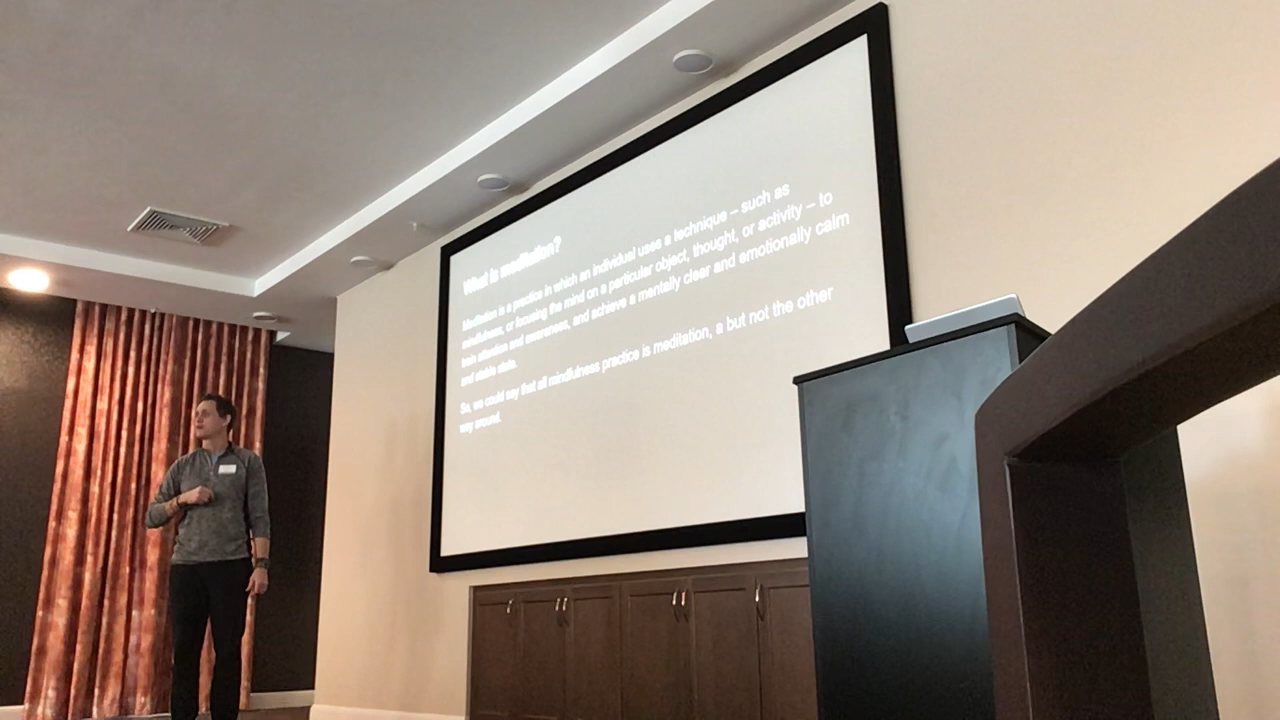 What is meditation?
Meditation is a practice in which an individual uses a technique – such as
mindfulness, or focusing the mind on a particular object, thought, or activity – to
train attention and awareness, and achieve a mentally clear and emotionally calm
and stable state.
So, we could say that all mindfulness practice is meditation, a but not the other
way around.